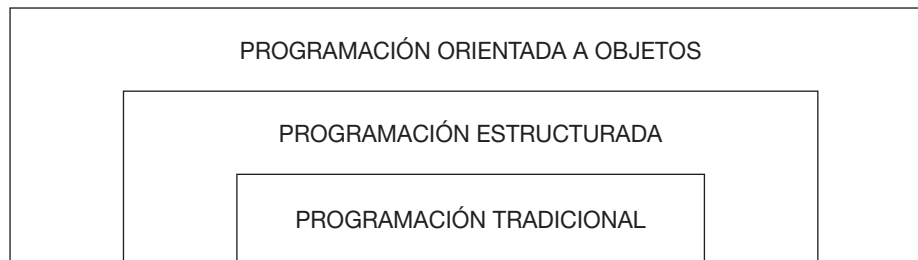 PROGRAMACIÓN ORIENTADA A OBJETOS
PROGRAMACIÓN ESTRUCTURADA
PROGRAMACIÓN TRADICIONAL